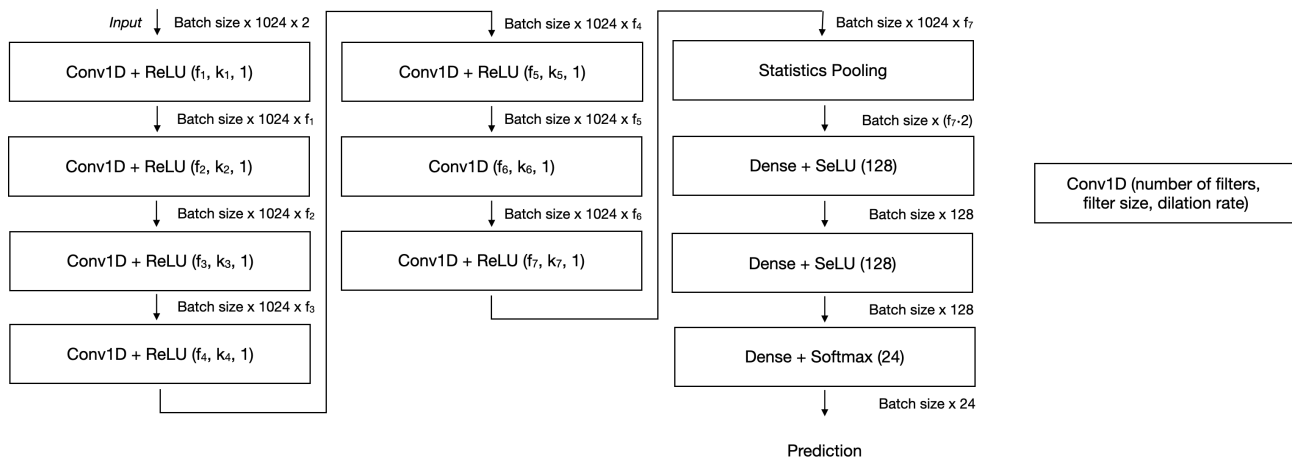 Input
Batch size x 1024 x 2
Conv1D + ReLU (f₁, k₁, 1)
Batch size x 1024 x f₁
Conv1D + ReLU (f₂, k₂, 1)
Batch size x 1024 x f₂
Conv1D + ReLU (f₃, k₃, 1)
Batch size x 1024 x f₃
Conv1D + ReLU (f₄, k₄, 1)
Batch size x 1024 x f₄
Conv1D + ReLU (f₅, k₅, 1)
Batch size x 1024 x f₅
Conv1D (f₆, k₆, 1)
Batch size x 1024 x f₆
Conv1D + ReLU (f₇, k₇, 1)
Batch size x 1024 x f₇
Statistics Pooling
Batch size x (f₇·2)
Dense + SeLU (128)
Batch size x 128
Dense + SeLU (128)
Batch size x 128
Dense + Softmax (24)
Batch size x 24
Prediction
Conv1D (number of filters,
filter size, dilation rate)